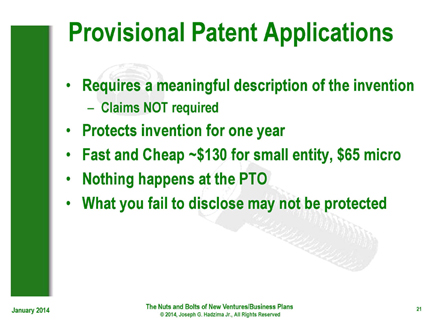 Provisional Patent Applications
• Requires a meaningful description of the invention
– Claims NOT required
• Protects invention for one year
• Fast and Cheap ~$130 for small entity, $65 micro
• Nothing happens at the PTO
• What you fail to disclose may not be protected
January 2014
The Nuts and Bolts of New Ventures/Business Plans
© 2014, Joseph G. Hadzima Jr., All Rights Reserved
21